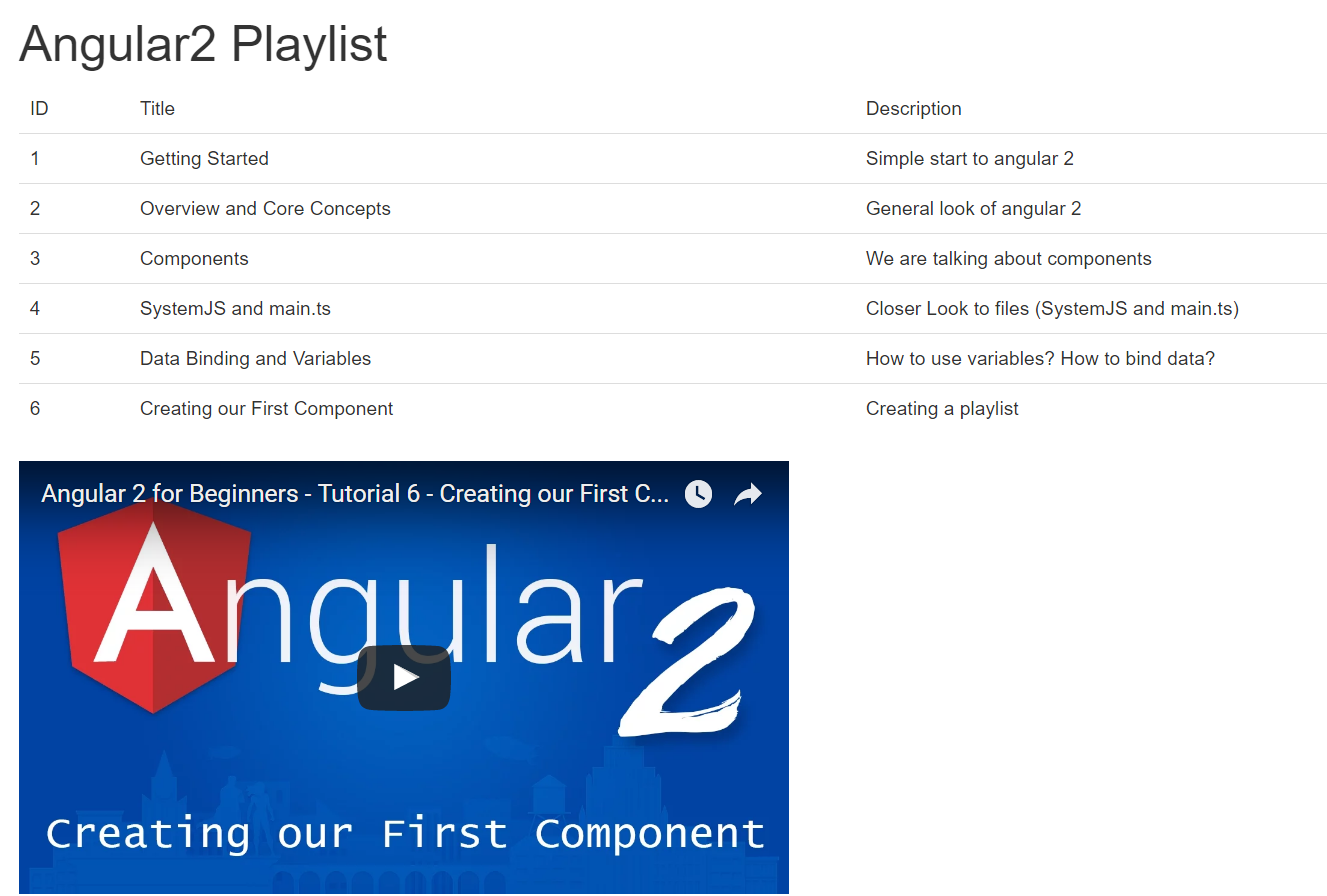 Angular2 Playlist
ID Title Description
1 Getting Started Simple start to angular 2
2 Overview and Core Concepts General look of angular 2
3 Components We are talking about components
4 SystemJS and main.ts Closer Look to files (SystemJS and main.ts)
5 Data Binding and Variables How to use variables? How to bind data?
6 Creating our First Component Creating a playlist
Angular 2 for Beginners - Tutorial 6 - Creating our First C...
Angular 2
Creating our First Component